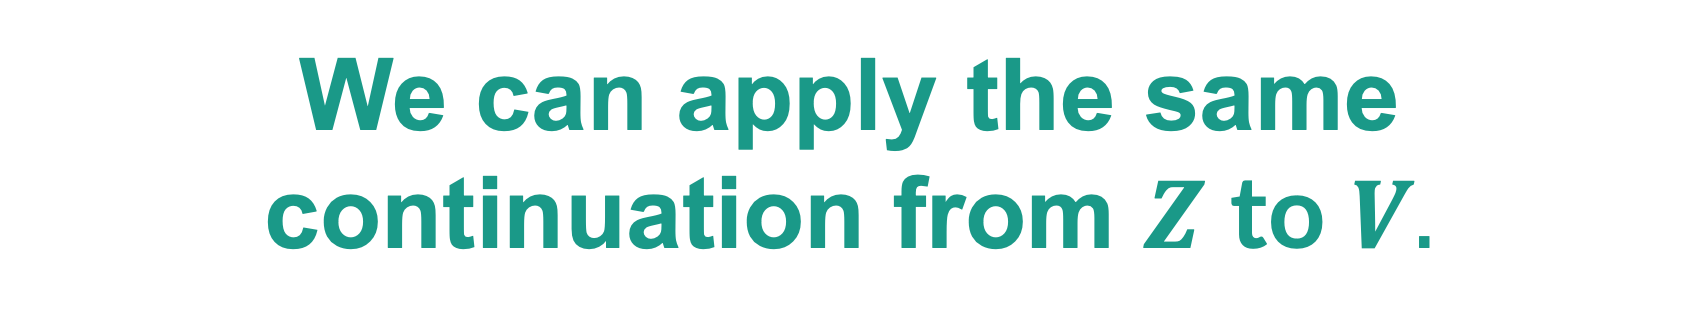 We can apply the same
continuation from Z to V.